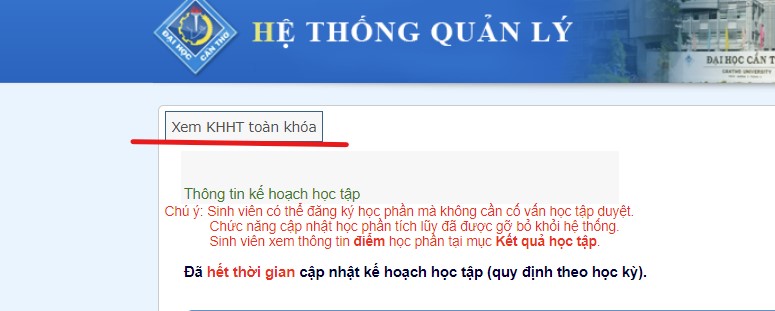 ĐẠI HỌC
CẦN THƠ
HỆ THỐNG QUẢN LÝ
ĐẠI HỌC CẦN T
CANTHO UNIVERSITY
Xem KHHT toàn khóa
Thông tin kế hoạch học tập
Chú ý: Sinh viên có thể đăng ký học phần mà không cần cố vấn học tập duyệt.
Chức năng cập nhật học phần tích lũy đã được gỡ bỏ khỏi hệ thống.
Sinh viên xem thông tin điểm học phần tại mục Kết quả học tập.
Đã hết thời gian cập nhật kế hoạch học tập (quy định theo học kỳ).